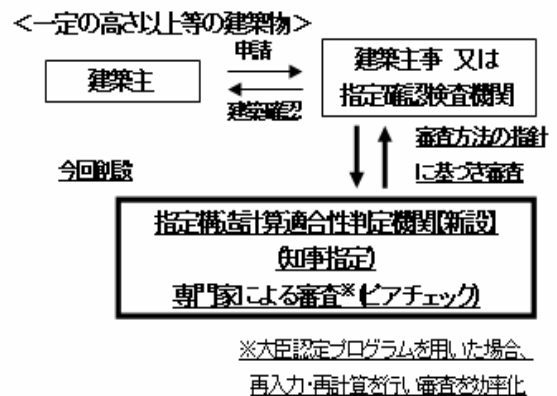 <一定の高さ以上等の建築物>
申請
建築主
建築主事 又は
指定確認検査機関
建築確認
審査方法の指針
に基づき審査
今回創設
指定構造計算適合性判定機関【新設】
(知事指定)
専門家による審査※(ピアチェック)
※大臣認定プログラムを用いた場合、
再入力・再計算を行い審査を効率化